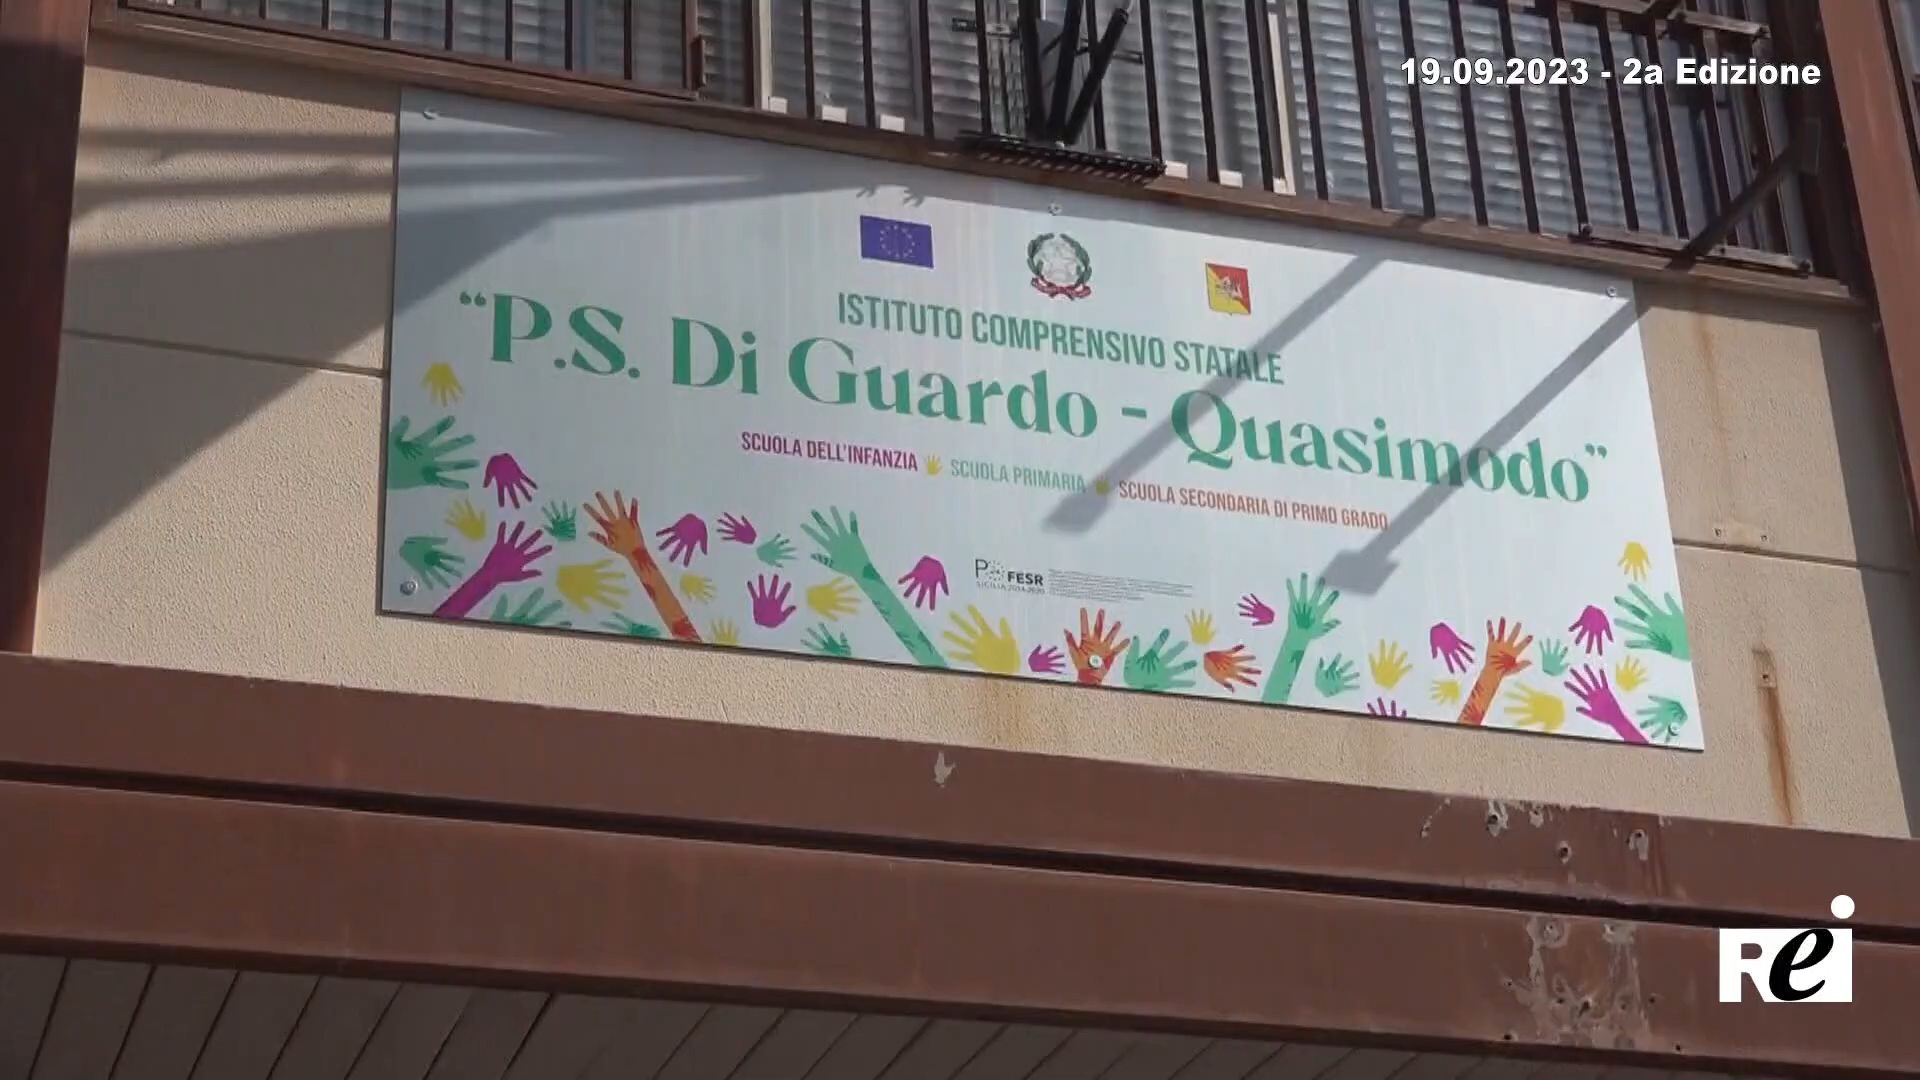 19.09.2023 - 2a Edizione
ISTITUTO COMPRENSIVO STATALE
“P.S. Di Guardo - Quasimodo”
SCUOLA DELL'INFANZIA SCUOLA PRIMARIA SCUOLA SECONDARIA DI PRIMO GRADO
PO FESR
SICILIA 2014-2020
Rei